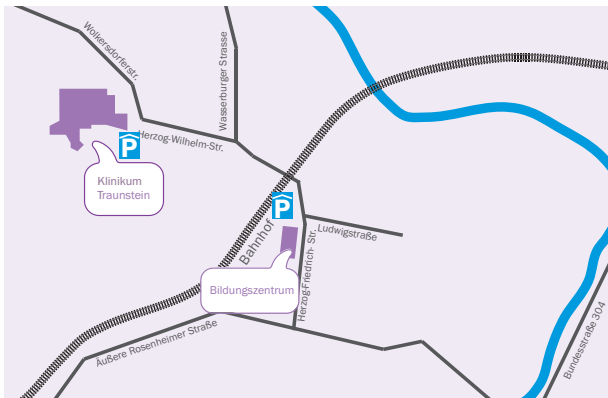 Wolkersdorferstr.
Wasserburger Strasse
Herzog-Wilhelm-Str.
P
Klinikum
Traunstein
P
Bahnhof
Ludwigstraße
Herzog-Friedrich- Str.
Bildungszentrum
Äußere Rosenheimer Straße
Bundesstraße 304